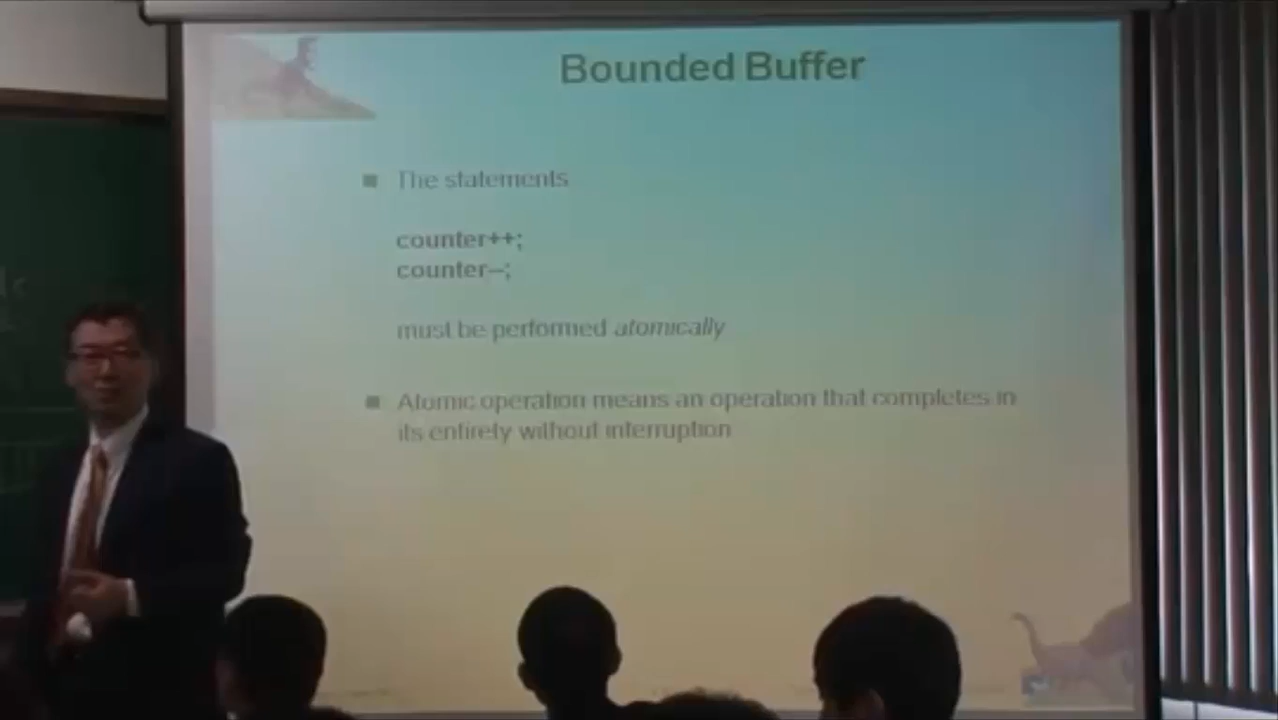 Bounded Buffer
The statements
counter++;
counter--;
must be performed atomically
Atomic operation means an operation that completes in
its entirely without interruption